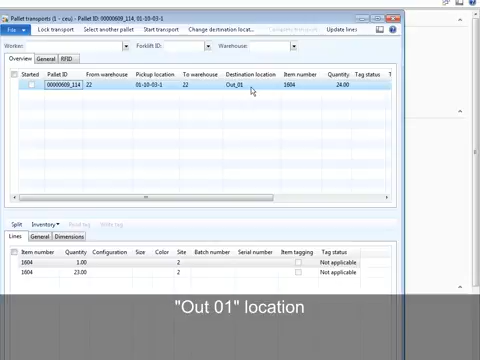 Pallet transports (1 - ceu) - Pallet ID: 00000609_114, 01-10-03-1
File Lock transport Select another pallet Start transport Change destination locat... Complete transport Update lines
Worker: Forklift ID: Warehouse:
Overview General RFID
Started Pallet ID From warehouse Pickup location To warehouse Destination location Item number Quantity Tag status T
00000609_114 22 01-10-03-1 22 Out_01 1604 24.00
Split Inventory Read tag Write tag
Lines General Dimensions
Item number Quantity Configuration Size Color Site Batch number Serial number Item tagging Tag status
1604 1.00 2 Not applicable
1604 23.00 2 Not applicable
"Out 01" location